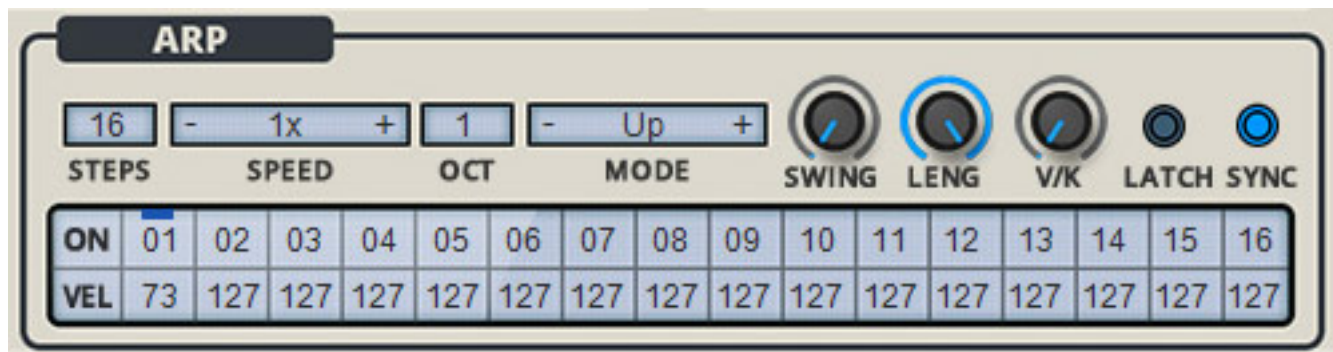 ARP
16 - 1x + 1 - Up +
STEPS SPEED OCT MODE SWING LENG V/K LATCH SYNC
ON 01 02 03 04 05 06 07 08 09 10 11 12 13 14 15 16
VEL 73 127 127 127 127 127 127 127 127 127 127 127 127 127 127 127